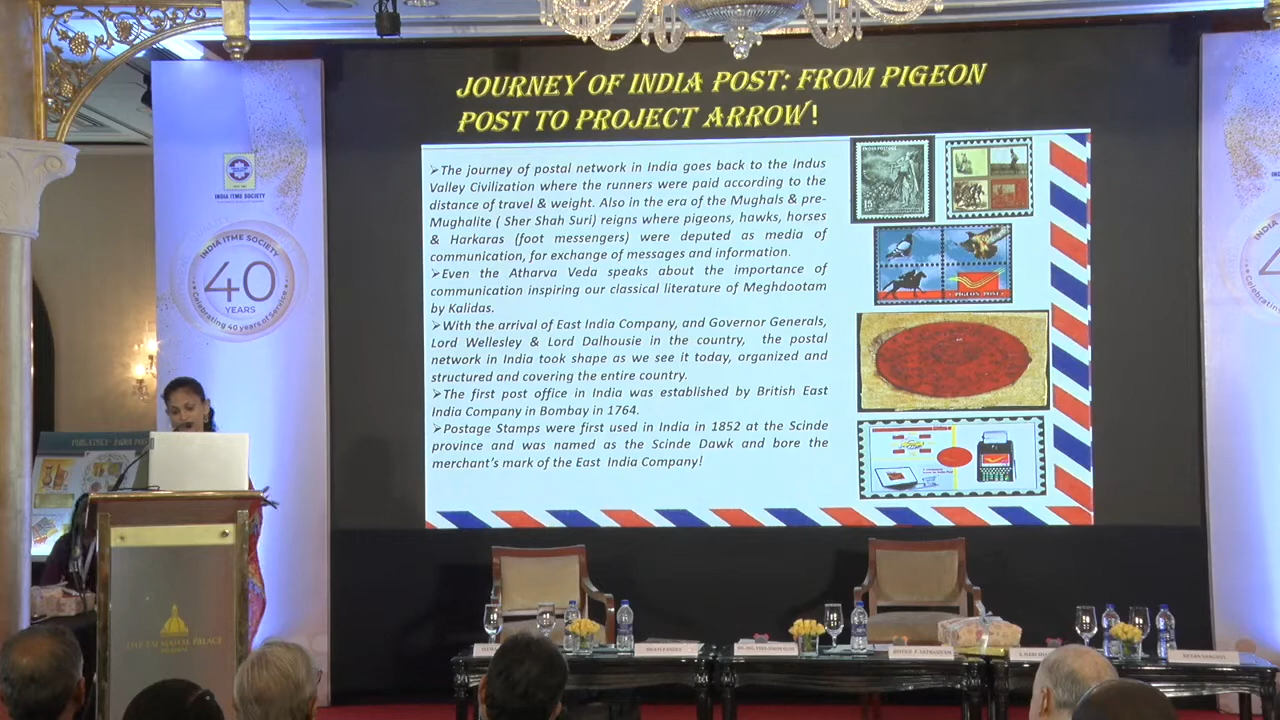 JOURNEY OF INDIA POST: FROM PIGEON
POST TO PROJECT ARROW!
➢The journey of postal network in India goes back to the Indus
Valley Civilization where the runners were paid according to the
distance of travel & weight. Also in the era of the Mughals & pre-
Mughalite ( Sher Shah Suri) reigns where pigeons, hawks, horses
& Harkaras (foot messengers) were deputed as media of
communication, for exchange of messages and information.
➢Even the Atharva Veda speaks about the importance of
communication inspiring our classical literature of Meghdootam
by Kalidas.
➢With the arrival of East India Company, and Governor Generals,
Lord Wellesley & Lord Dalhousie in the country, the postal
network in India took shape as we see it today, organized and
structured and covering the entire country.
➢The first post office in India was established by British East
India Company in Bombay in 1764.
➢Postage Stamps were first used in India in 1852 at the Scinde
province and was named as the Scinde Dawk and bore the
merchant's mark of the East India Company!
INDIA POSTAGE
15
PIGEON POST
INDIA ITME SOCIETY
INDIA ITME SOCIETY
40
YEARS
Celebrating 40 years of Service
THE TAJ MAHAL PALACE
MUMBAI
KETAN SANGHVI